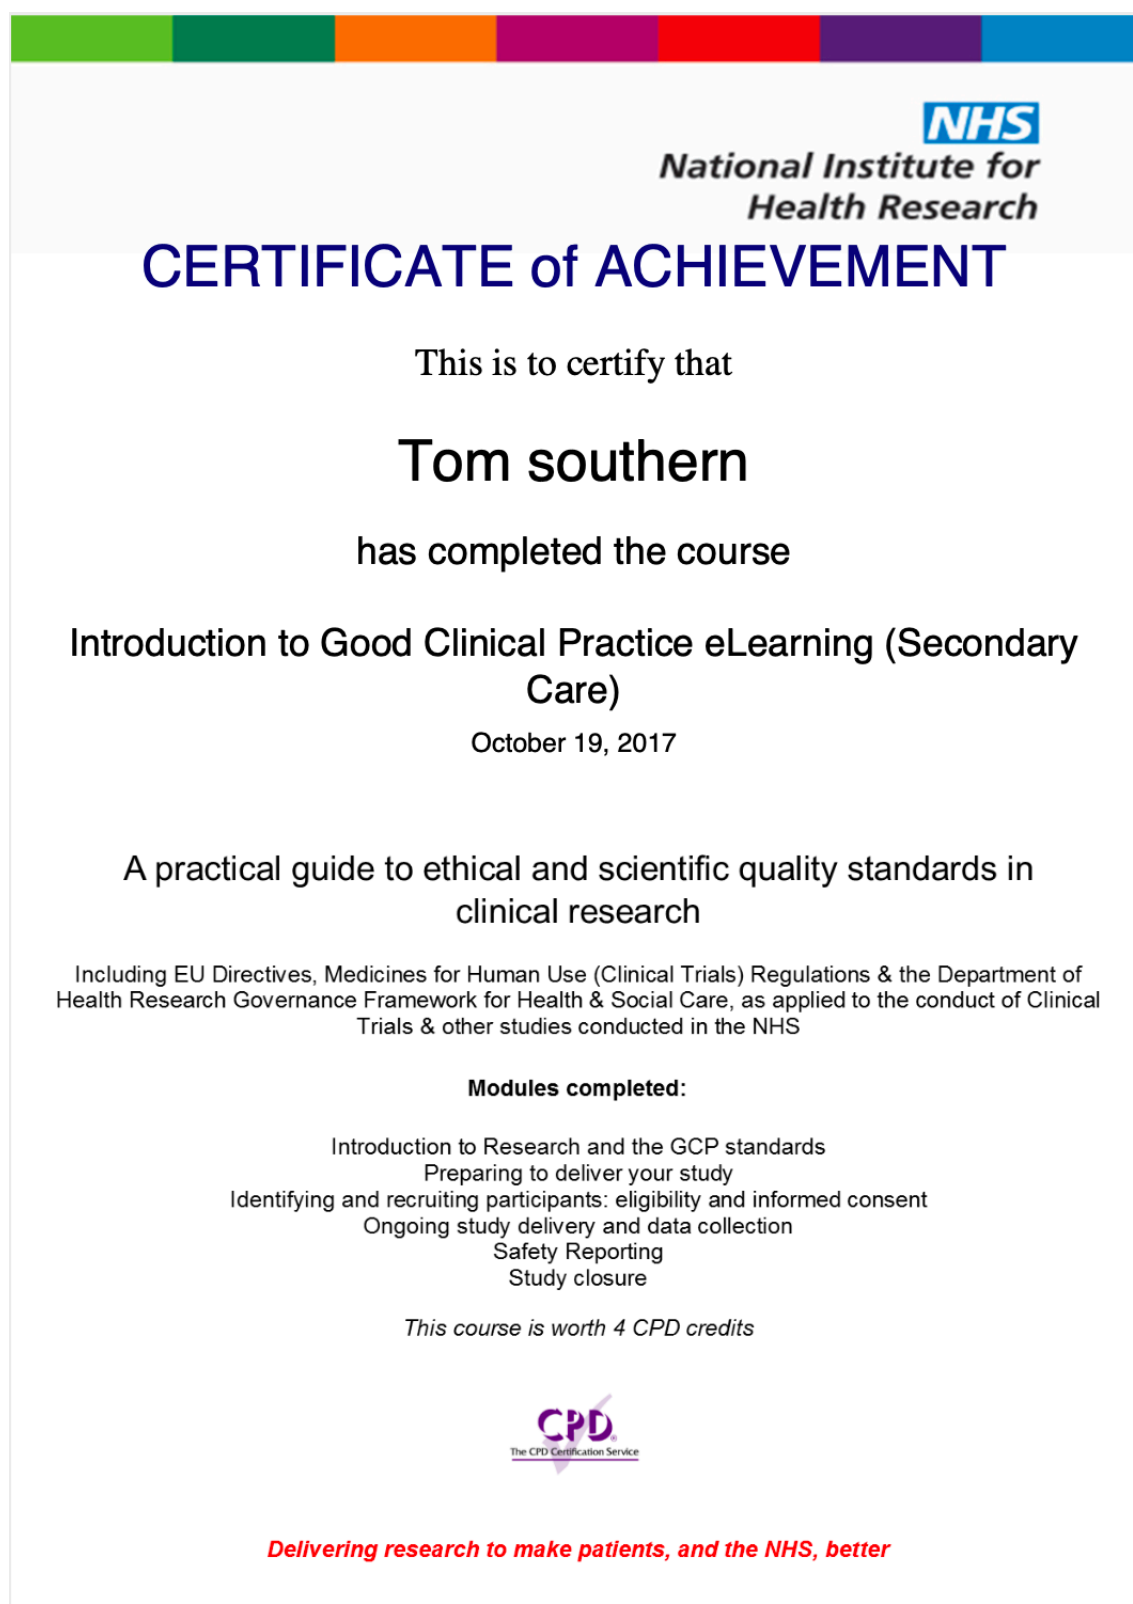 NHS
National Institute for
Health Research
CERTIFICATE of ACHIEVEMENT
This is to certify that
Tom southern
has completed the course
Introduction to Good Clinical Practice eLearning (Secondary
Care)
October 19, 2017
A practical guide to ethical and scientific quality standards in
clinical research
Including EU Directives, Medicines for Human Use (Clinical Trials) Regulations & the Department of
Health Research Governance Framework for Health & Social Care, as applied to the conduct of Clinical
Trials & other studies conducted in the NHS
Modules completed:
Introduction to Research and the GCP standards
Preparing to deliver your study
Identifying and recruiting participants: eligibility and informed consent
Ongoing study delivery and data collection
Safety Reporting
Study closure
This course is worth 4 CPD credits
CPD®
The CPD Certification Service
Delivering research to make patients, and the NHS, better